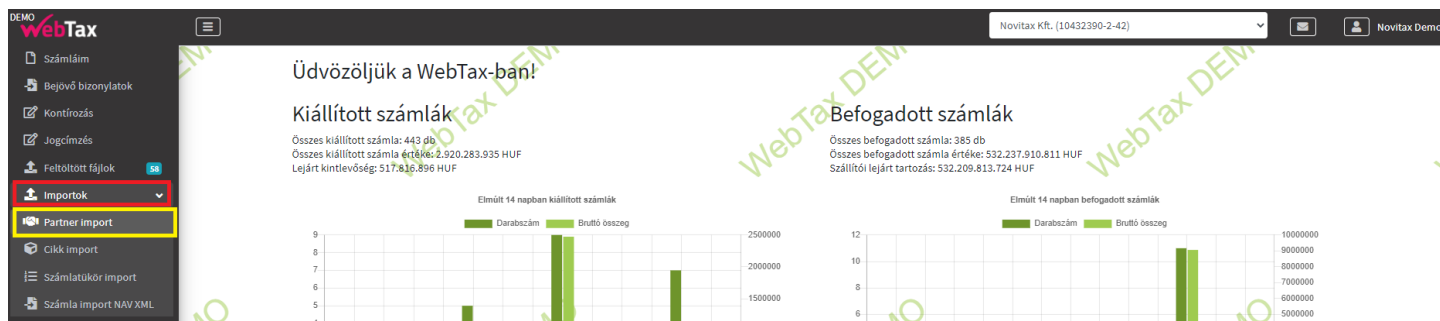 DEMO
WebTax
Novitax Kft. (10432390-2-42)
Novitax Demo
Számláim
Bejövő bizonylatok
Kontírozás
Jogcímzés
Feltöltött fájlok 58
Importok
Partner import
Cikk import
Számlatükör import
Számla import NAV XML
Üdvözöljük a WebTax-ban!
Kiállított számlák
Összes kiállított számla: 443 db
Összes kiállított számla értéke: 2.920.283.935 HUF
Lejárt kintlevőség: 517.816.896 HUF
Elmúlt 14 napban kiállított számlák
Darabszám Bruttó összeg
9 2500000
8
7 2000000
6
5 1500000
Befogadott számlák
Összes befogadott számla: 385 db
Összes befogadott számla értéke: 532.237.910.811 HUF
Szállítói lejárt tartozás: 532.209.813.724 HUF
Elmúlt 14 napban befogadott számlák
Darabszám Bruttó összeg
12 10000000
9000000
10 8000000
7000000
8 6000000
6 5000000
WebTax DEMO
WebTax DEMO
WebTax DEMO
WebTax DEMO